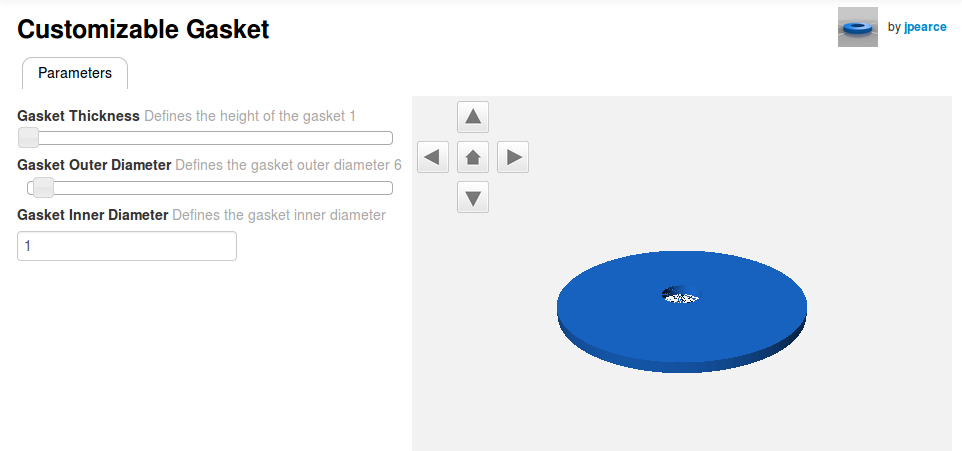 Customizable Gasket
by jpearce
Parameters
Gasket Thickness Defines the height of the gasket 1
Gasket Outer Diameter Defines the gasket outer diameter 6
Gasket Inner Diameter Defines the gasket inner diameter
1